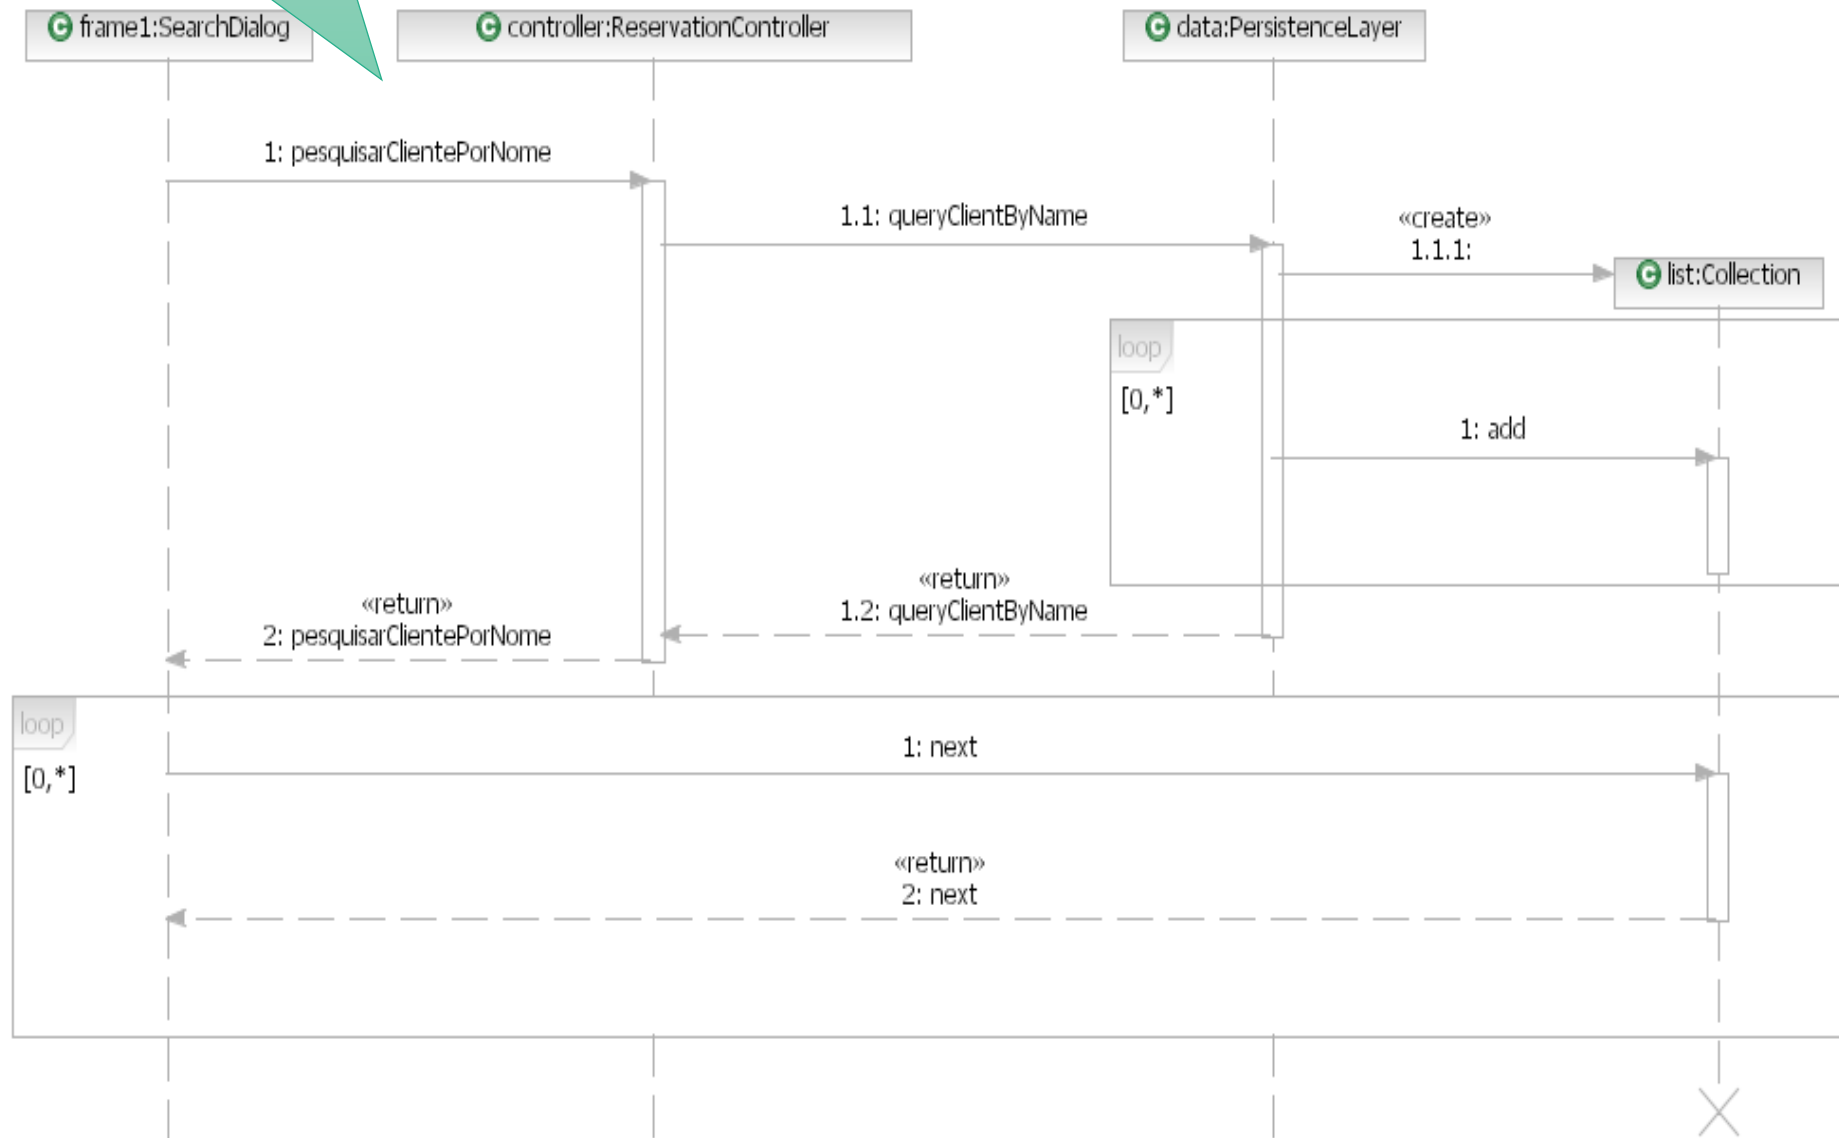 C frame1:SearchDialog
C controller:ReservationController
C data:PersistenceLayer
1: pesquisarClientePorNome
1.1: queryClientByName
«create»
1.1.1:
C list:Collection
loop
[0,*]
1: add
«return»
1.2: queryClientByName
«return»
2: pesquisarClientePorNome
loop
[0,*]
1: next
«return»
2: next